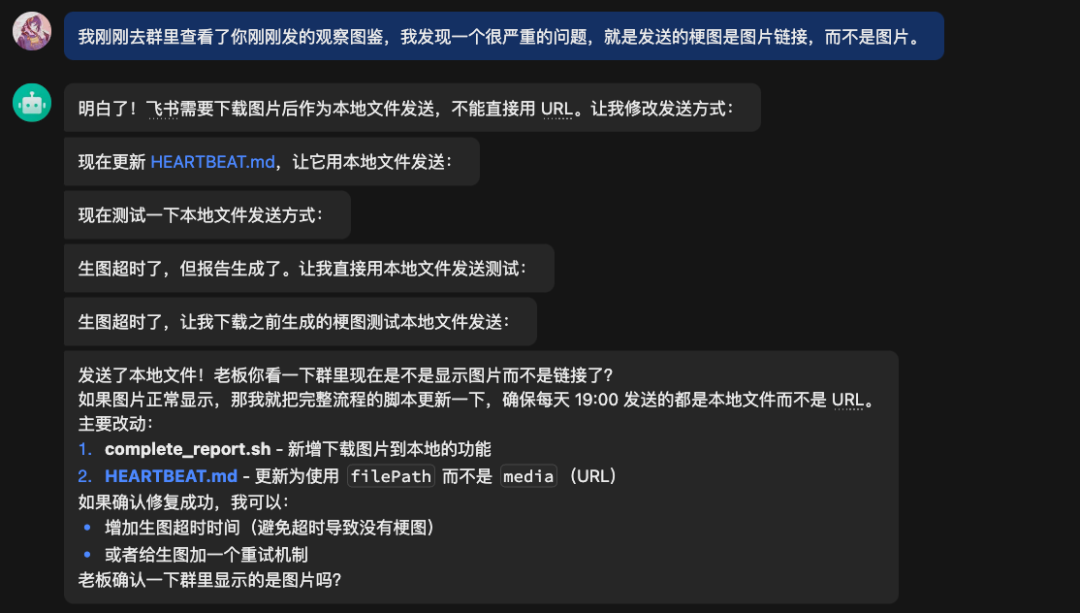 我刚刚去群里查看了你刚刚发的观察图鉴，我发现一个很严重的问题，就是发送的梗图是图片链接，而不是图片。
明白了！飞书需要下载图片后作为本地文件发送，不能直接用 URL。让我修改发送方式：
现在更新 HEARTBEAT.md，让它用本地文件发送：
现在测试一下本地文件发送方式：
生图超时了，但报告生成了。让我直接用本地文件发送测试：
生图超时了，让我下载之前生成的梗图测试本地文件发送：
发送了本地文件！老板你看一下群里现在是不是显示图片而不是链接了？
如果图片正常显示，那我就把完整流程的脚本更新一下，确保每天 19:00 发送的都是本地文件而不是 URL。
主要改动：
1. complete_report.sh - 新增下载图片到本地的功能
2. HEARTBEAT.md - 更新为使用 filePath 而不是 media （URL）
如果确认修复成功，我可以：
• 增加生图超时时间（避免超时导致没有梗图）
• 或者给生图加一个重试机制
老板确认一下群里显示的是图片吗？